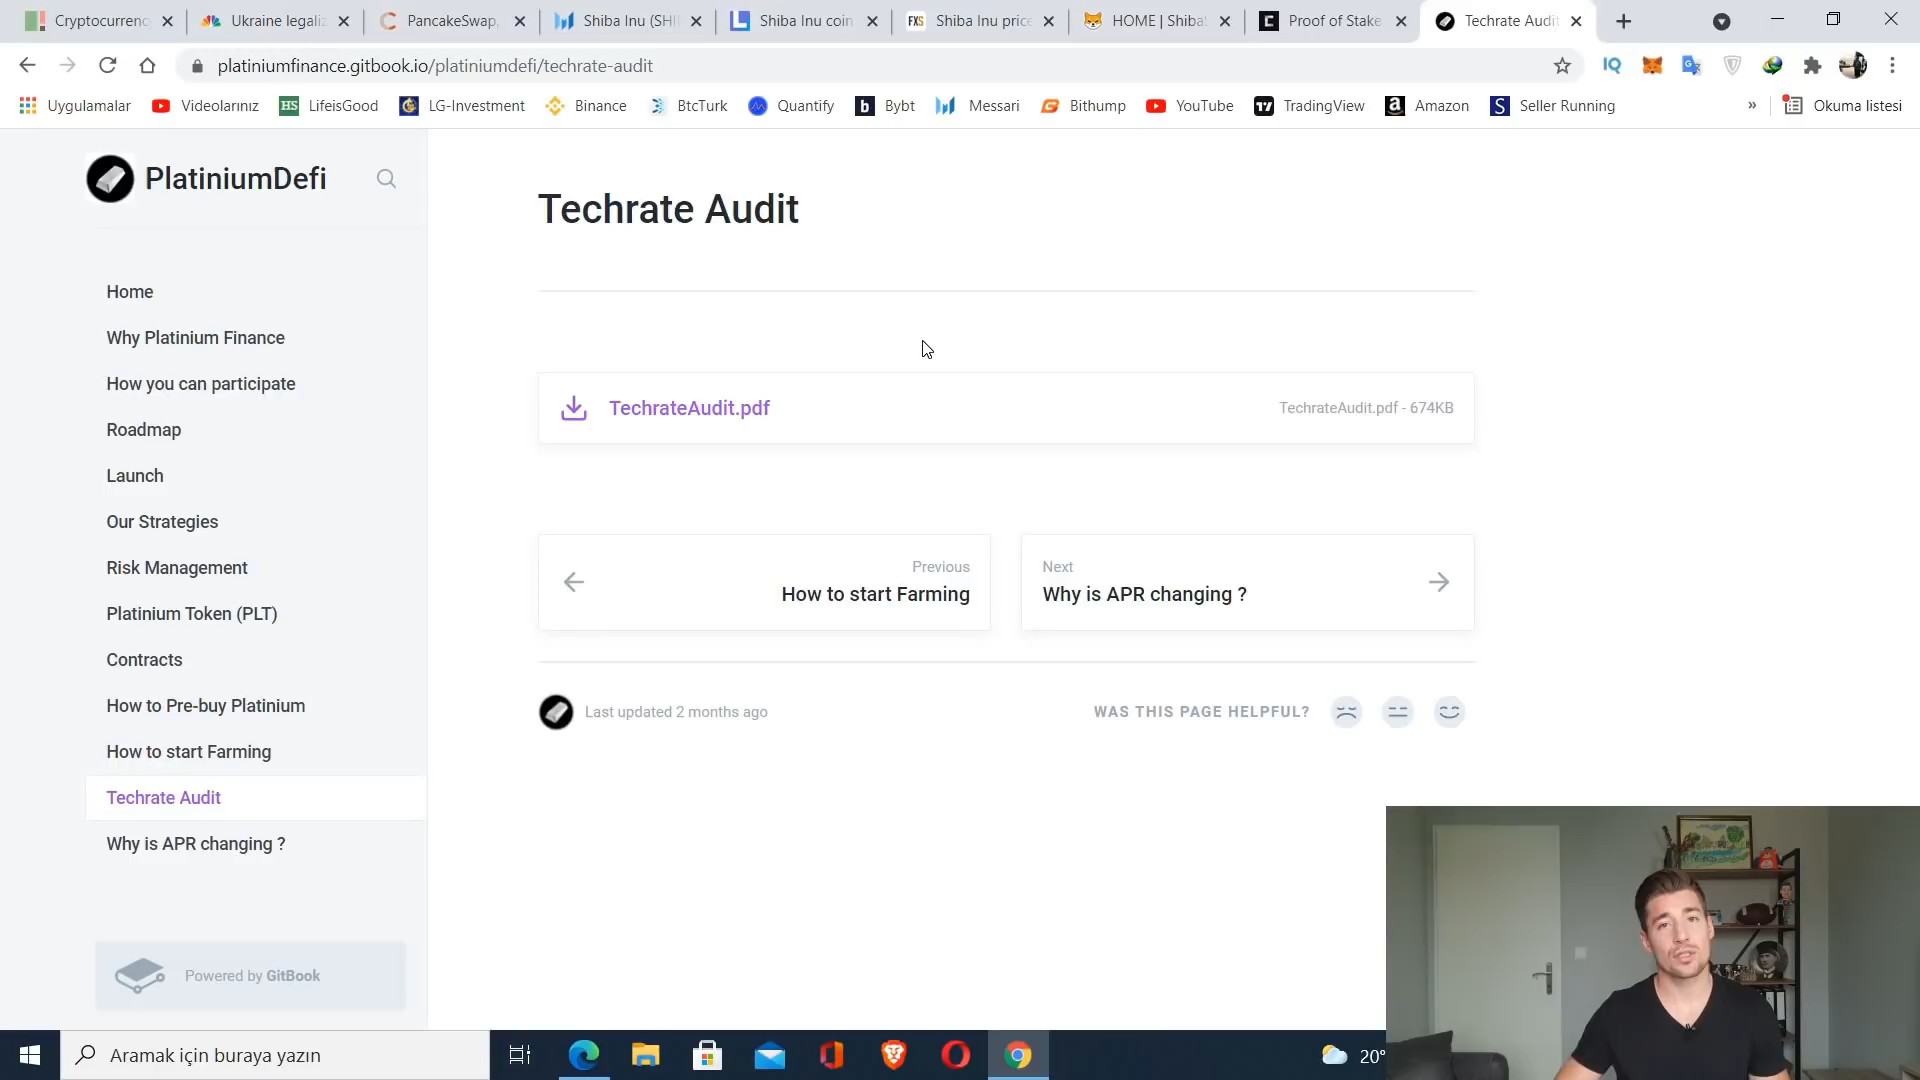 Cryptocurrenc
Ukraine legaliz
PancakeSwap,
Shiba Inu (SHI
Shiba Inu coin
Shiba Inu price
HOME | ShibaS
Proof of Stake
Techrate Audit
platiniumfinance.gitbook.io/platiniumdefi/techrate-audit
Uygulamalar
Videolarınız
LifeisGood
LG-Investment
Binance
BtcTurk
Quantify
Bybt
Messari
Bithump
YouTube
TradingView
Amazon
Seller Running
»
Okuma listesi
PlatiniumDefi
Home
Why Platinium Finance
How you can participate
Roadmap
Launch
Our Strategies
Risk Management
Platinium Token (PLT)
Contracts
How to Pre-buy Platinium
How to start Farming
Techrate Audit
Why is APR changing ?
Powered by GitBook
Techrate Audit
TechrateAudit.pdf
TechrateAudit.pdf - 674KB
Previous
How to start Farming
Next
Why is APR changing ?
Last updated 2 months ago
WAS THIS PAGE HELPFUL?
Aramak için buraya yazın
20°